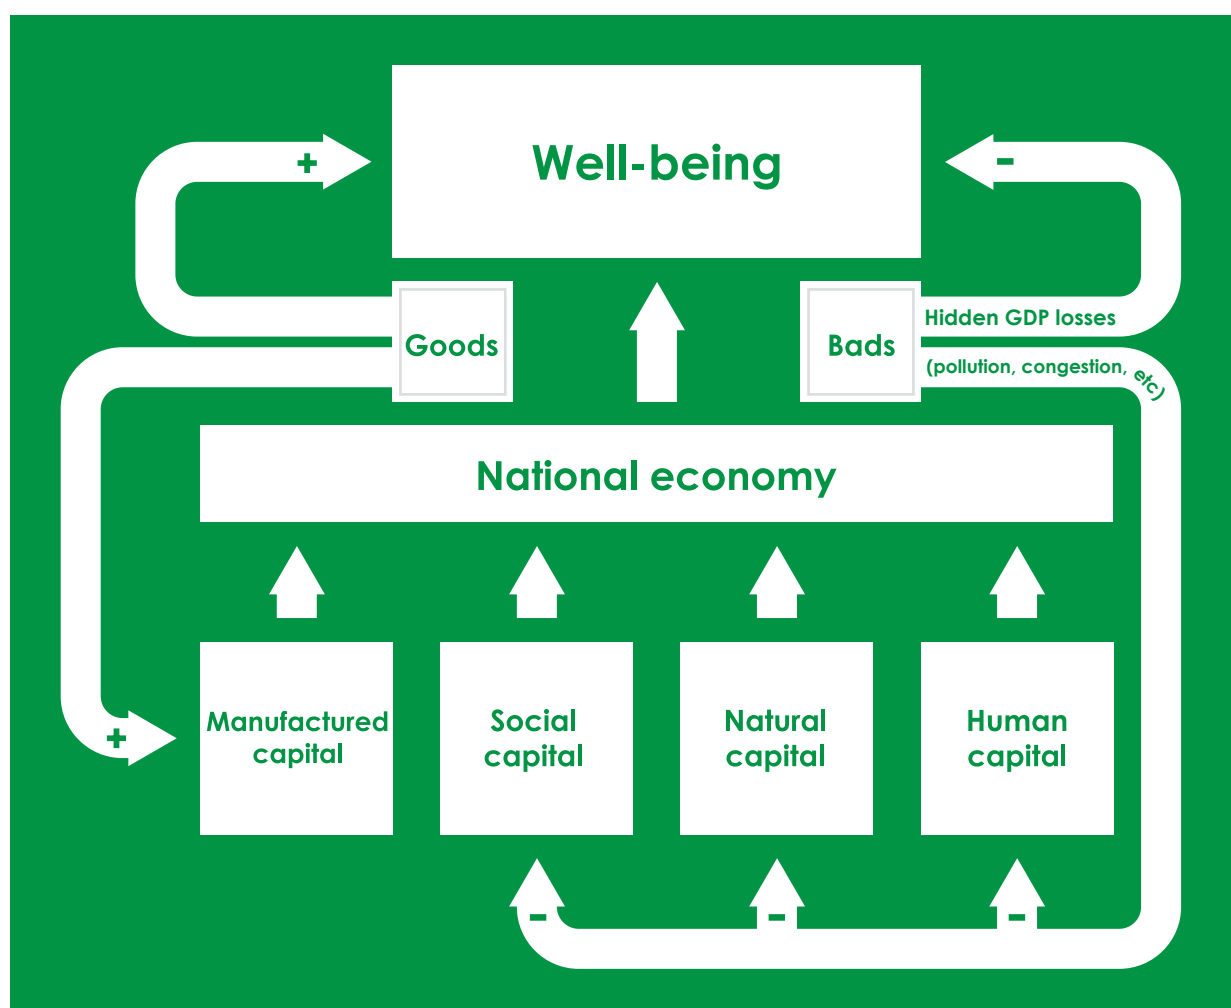 Well-being
+
-
Goods
Bads
Hidden GDP losses
(pollution, congestion, etc)
National economy
Manufactured
capital
Social
capital
Natural
capital
Human
capital
+
-
-
-